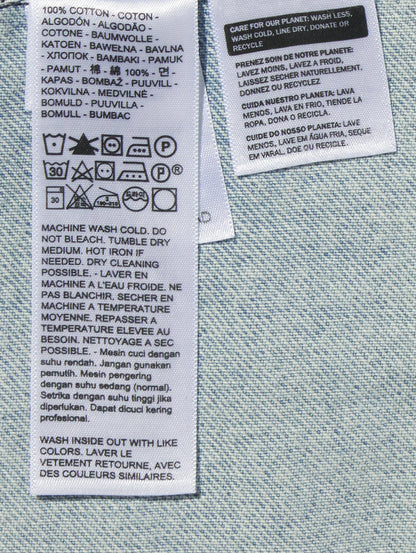 100% COTTON - COTON -
ALGODÓN - ALGODÃO -
COTONE - BAUMWOLLE -
KATOEN - BAWEŁNA - BAVLNA
- ΧΛΟΠΟΚ - BAMBAKI - PAMUK
- PAMUT - 棉 - 綿 100% - 면 -
KAPAS - BOMBAŽ - PUUVILL -
KOKVILNA - MEDVILNĖ -
BOMULD - PUUVILLA -
BOMULL - BUMBAC
P
30 P®
30 190-210
MACHINE WASH COLD. DO
NOT BLEACH. TUMBLE DRY
MEDIUM. HOT IRON IF
NEEDED. DRY CLEANING
POSSIBLE. - LAVER EN
MACHINE A L'EAU FROIDE. NE
PAS BLANCHIR. SECHER EN
MACHINE A TEMPERATURE
MOYENNE. REPASSER A
TEMPERATURE ELEVEE AU
BESOIN. NETTOYAGE A SEC
POSSIBLE. - Mesin cuci dengan
suhu rendah. Jangan gunakan
pemutih. Mesin pengering
dengan suhu sedang (normal).
Setrika dengan suhu tinggi jika
diperlukan. Dapat dicuci kering
profesional.
WASH INSIDE OUT WITH LIKE
COLORS. LAVER LE
VETEMENT RETOURNE, AVEC
DES COULEURS SIMILAIRES.
CARE FOR OUR PLANET: WASH LESS,
WASH COLD, LINE DRY, DONATE OR
RECYCLE
PRENEZ SOIN DE NOTRE PLANETE:
LAVEZ MOINS, LAVEZ A FROID,
LAISSEZ SECHER NATURELLEMENT,
DONNEZ OU RECYCLEZ
CUIDA NUESTRO PLANETA: LAVA
MENOS, LAVA EN FRIO, TIENDE LA
ROPA, DONA O RECICLA.
CUIDE DO NOSSO PLANETA: LAVE
MENOS, LAVE EM ÁGUA FRIA, SEQUE
EM VARAL, DOE OU RECICLE.